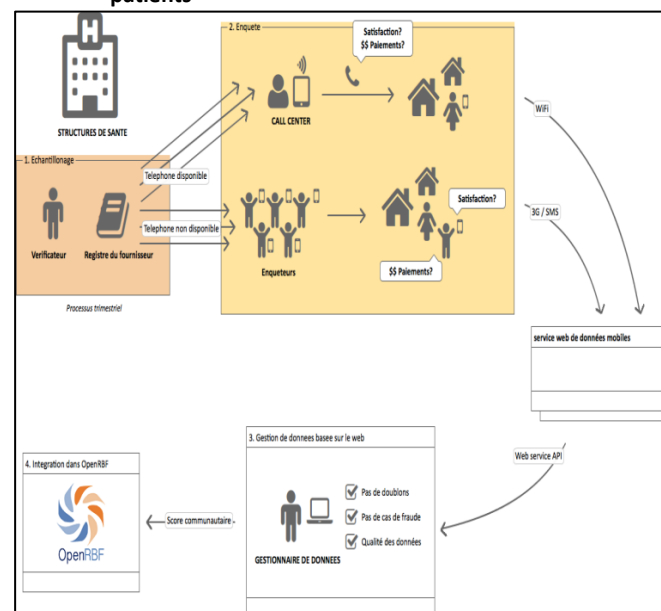 patients
2. Enquete
Satisfaction?
$$ Paiements?
STRUCTURES DE SANTE
CALL CENTER
WiFi
1. Echantillonage
Telephone disponible
Satisfaction?
3G / SMS
Telephone non disponible
Verificateur
Registre du fournisseur
Enqueteurs
$$ Paiements?
Processus trimestriel
service web de données mobiles
3. Gestion de donnees basee sur le web
Web service API
4. Integration dans OpenRBF
Pas de doublons
Score communautaire
Pas de cas de fraude
OpenRBF
Qualité des données
GESTIONNAIRE DE DONNEES